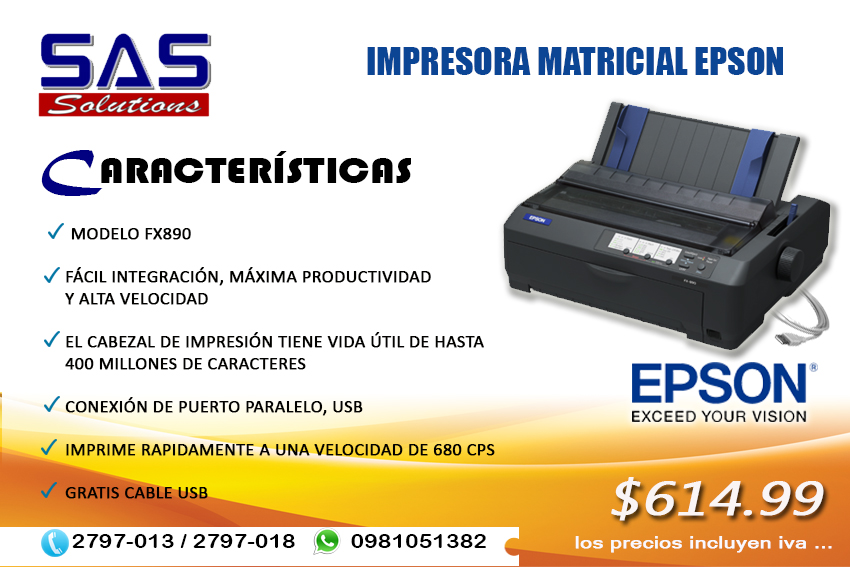 SAS
Solutions
IMPRESORA MATRICIAL EPSON
CARACTERÍSTICAS
MODELO FX890
FÁCIL INTEGRACIÓN, MÁXIMA PRODUCTIVIDAD
Y ALTA VELOCIDAD
EL CABEZAL DE IMPRESIÓN TIENE VIDA ÚTIL DE HASTA
400 MILLONES DE CARACTERES
CONEXIÓN DE PUERTO PARALELO, USB
IMPRIME RAPIDAMENTE A UNA VELOCIDAD DE 680 CPS
GRATIS CABLE USB
EPSON
EPSON®
EXCEED YOUR VISION
$614.99
los precios incluyen iva ...
2797-013 / 2797-018 0981051382